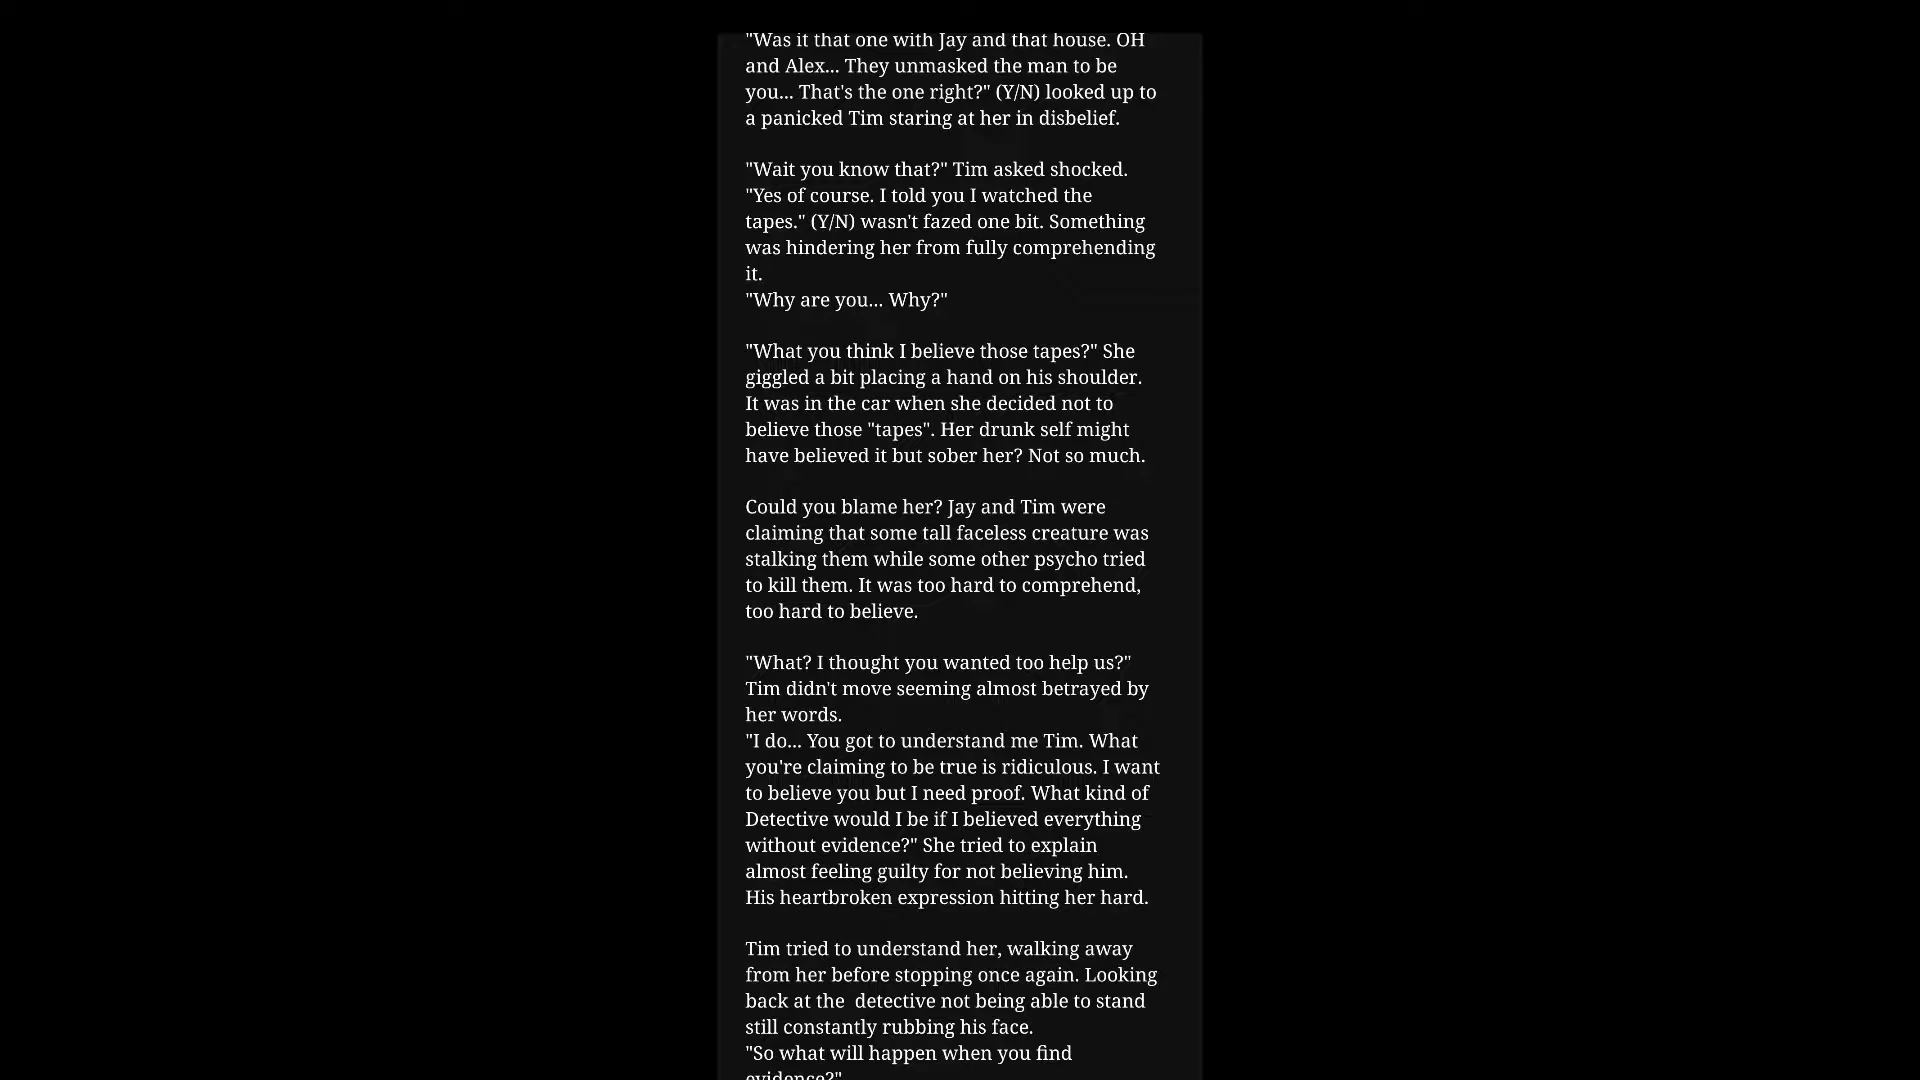 "Was it that one with Jay and that house. OH
and Alex... They unmasked the man to be
you... That's the one right?" (Y/N) looked up to
a panicked Tim staring at her in disbelief.
"Wait you know that?" Tim asked shocked.
"Yes of course. I told you I watched the
tapes." (Y/N) wasn't fazed one bit. Something
was hindering her from fully comprehending
it.
"Why are you... Why?"
"What you think I believe those tapes?" She
giggled a bit placing a hand on his shoulder.
It was in the car when she decided not to
believe those "tapes". Her drunk self might
have believed it but sober her? Not so much.
Could you blame her? Jay and Tim were
claiming that some tall faceless creature was
stalking them while some other psycho tried
to kill them. It was too hard to comprehend,
too hard to believe.
"What? I thought you wanted too help us?"
Tim didn't move seeming almost betrayed by
her words.
"I do... You got to understand me Tim. What
you're claiming to be true is ridiculous. I want
to believe you but I need proof. What kind of
Detective would I be if I believed everything
without evidence?" She tried to explain
almost feeling guilty for not believing him.
His heartbroken expression hitting her hard.
Tim tried to understand her, walking away
from her before stopping once again. Looking
back at the  detective not being able to stand
still constantly rubbing his face.
"So what will happen when you find
evidence?"